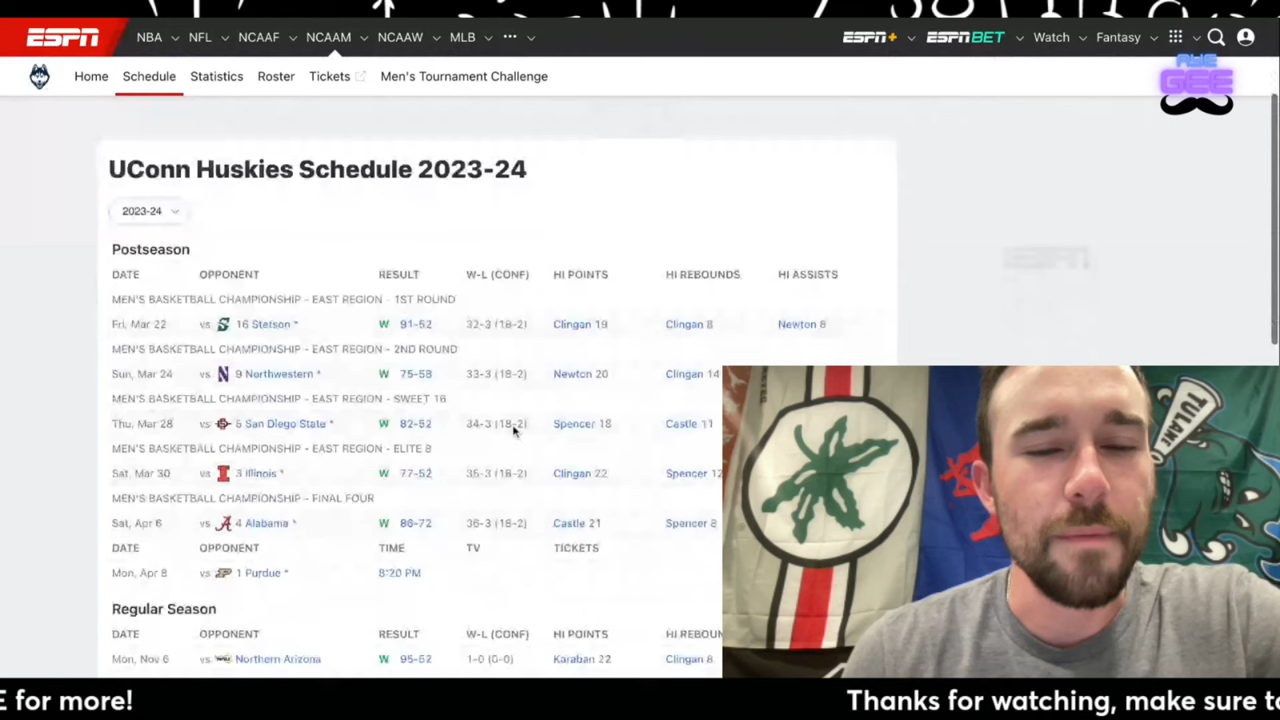 ESPN NBA NFL NCAAF NCAAM NCAAW MLB ••• ESPN+ ESPN BET Watch Fantasy
Home Schedule Statistics Roster Tickets Men's Tournament Challenge
AYE
GEE
UConn Huskies Schedule 2023-24
2023-24
ESPN
Postseason
DATE OPPONENT RESULT W-L (CONF) HI POINTS HI REBOUNDS HI ASSISTS
MEN'S BASKETBALL CHAMPIONSHIP - EAST REGION - 1ST ROUND
Fri, Mar 22 vs 16 Stetson * W 91-52 32-3 (18-2) Clingan 19 Clingan 8 Newton 8
MEN'S BASKETBALL CHAMPIONSHIP - EAST REGION - 2ND ROUND
Sun, Mar 24 vs 9 Northwestern * W 75-58 33-3 (18-2) Newton 20 Clingan 14
MEN'S BASKETBALL CHAMPIONSHIP - EAST REGION - SWEET 16
Thu, Mar 28 vs 5 San Diego State * W 82-52 34-3 (18-2) Spencer 18 Castle 11
MEN'S BASKETBALL CHAMPIONSHIP - EAST REGION - ELITE 8
Sat, Mar 30 vs 3 Illinois * W 77-52 35-3 (18-2) Clingan 22 Spencer 12
MEN'S BASKETBALL CHAMPIONSHIP - FINAL FOUR
Sat, Apr 6 vs 4 Alabama * W 86-72 36-3 (18-2) Castle 21 Spencer 8
DATE OPPONENT TIME TV TICKETS
Mon, Apr 8 vs 1 Purdue * 8:20 PM
Regular Season
DATE OPPONENT RESULT W-L (CONF) HI POINTS HI REBOUN
Mon, Nov 6 vs Northern Arizona W 95-52 1-0 (0-0) Karaban 22 Clingan 8
TULANE
E for more! Thanks for watching, make sure to